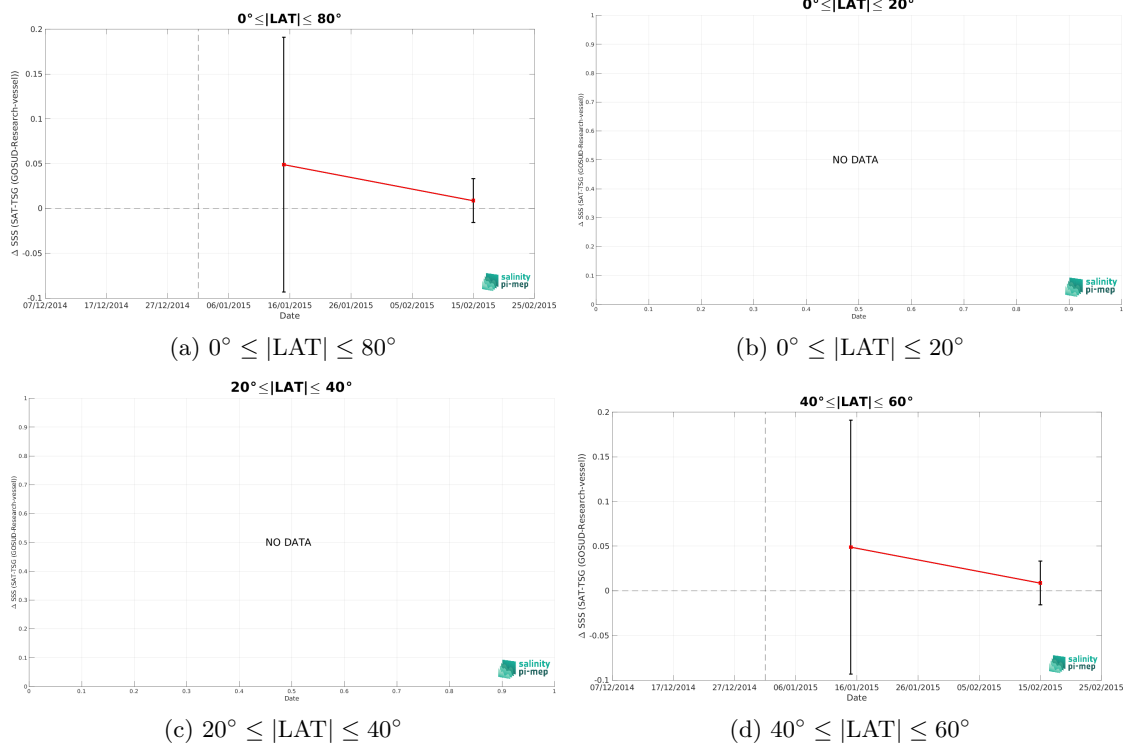 0°≤|LAT|≤ 80°
0.2
0.15
0.1
0.05
0
-0.05
-0.1
Δ SSS (SAT-TSG (GOSUD-Research-vessel))
07/12/2014 17/12/2014 27/12/2014 06/01/2015 16/01/2015 26/01/2015 05/02/2015 15/02/2015 25/02/2015
Date
salinity
pi-mep
(a) 0° ≤ |LAT| ≤ 80°
0°≤|LAT|≤ 20°
1
0.9
0.8
0.7
0.6
0.5
0.4
0.3
0.2
0.1
0
Δ SSS (SAT-TSG (GOSUD-Research-vessel))
NO DATA
0 0.1 0.2 0.3 0.4 0.5 0.6 0.7 0.8 0.9 1
Date
salinity
pi-mep
(b) 0° ≤ |LAT| ≤ 20°
20°≤|LAT|≤ 40°
1
0.9
0.8
0.7
0.6
0.5
0.4
0.3
0.2
0.1
0
Δ SSS (SAT-TSG (GOSUD-Research-vessel))
NO DATA
0 0.1 0.2 0.3 0.4 0.5 0.6 0.7 0.8 0.9 1
Date
salinity
pi-mep
(c) 20° ≤ |LAT| ≤ 40°
40°≤|LAT|≤ 60°
0.2
0.15
0.1
0.05
0
-0.05
-0.1
Δ SSS (SAT-TSG (GOSUD-Research-vessel))
07/12/2014 17/12/2014 27/12/2014 06/01/2015 16/01/2015 26/01/2015 05/02/2015 15/02/2015 25/02/2015
Date
salinity
pi-mep
(d) 40° ≤ |LAT| ≤ 60°